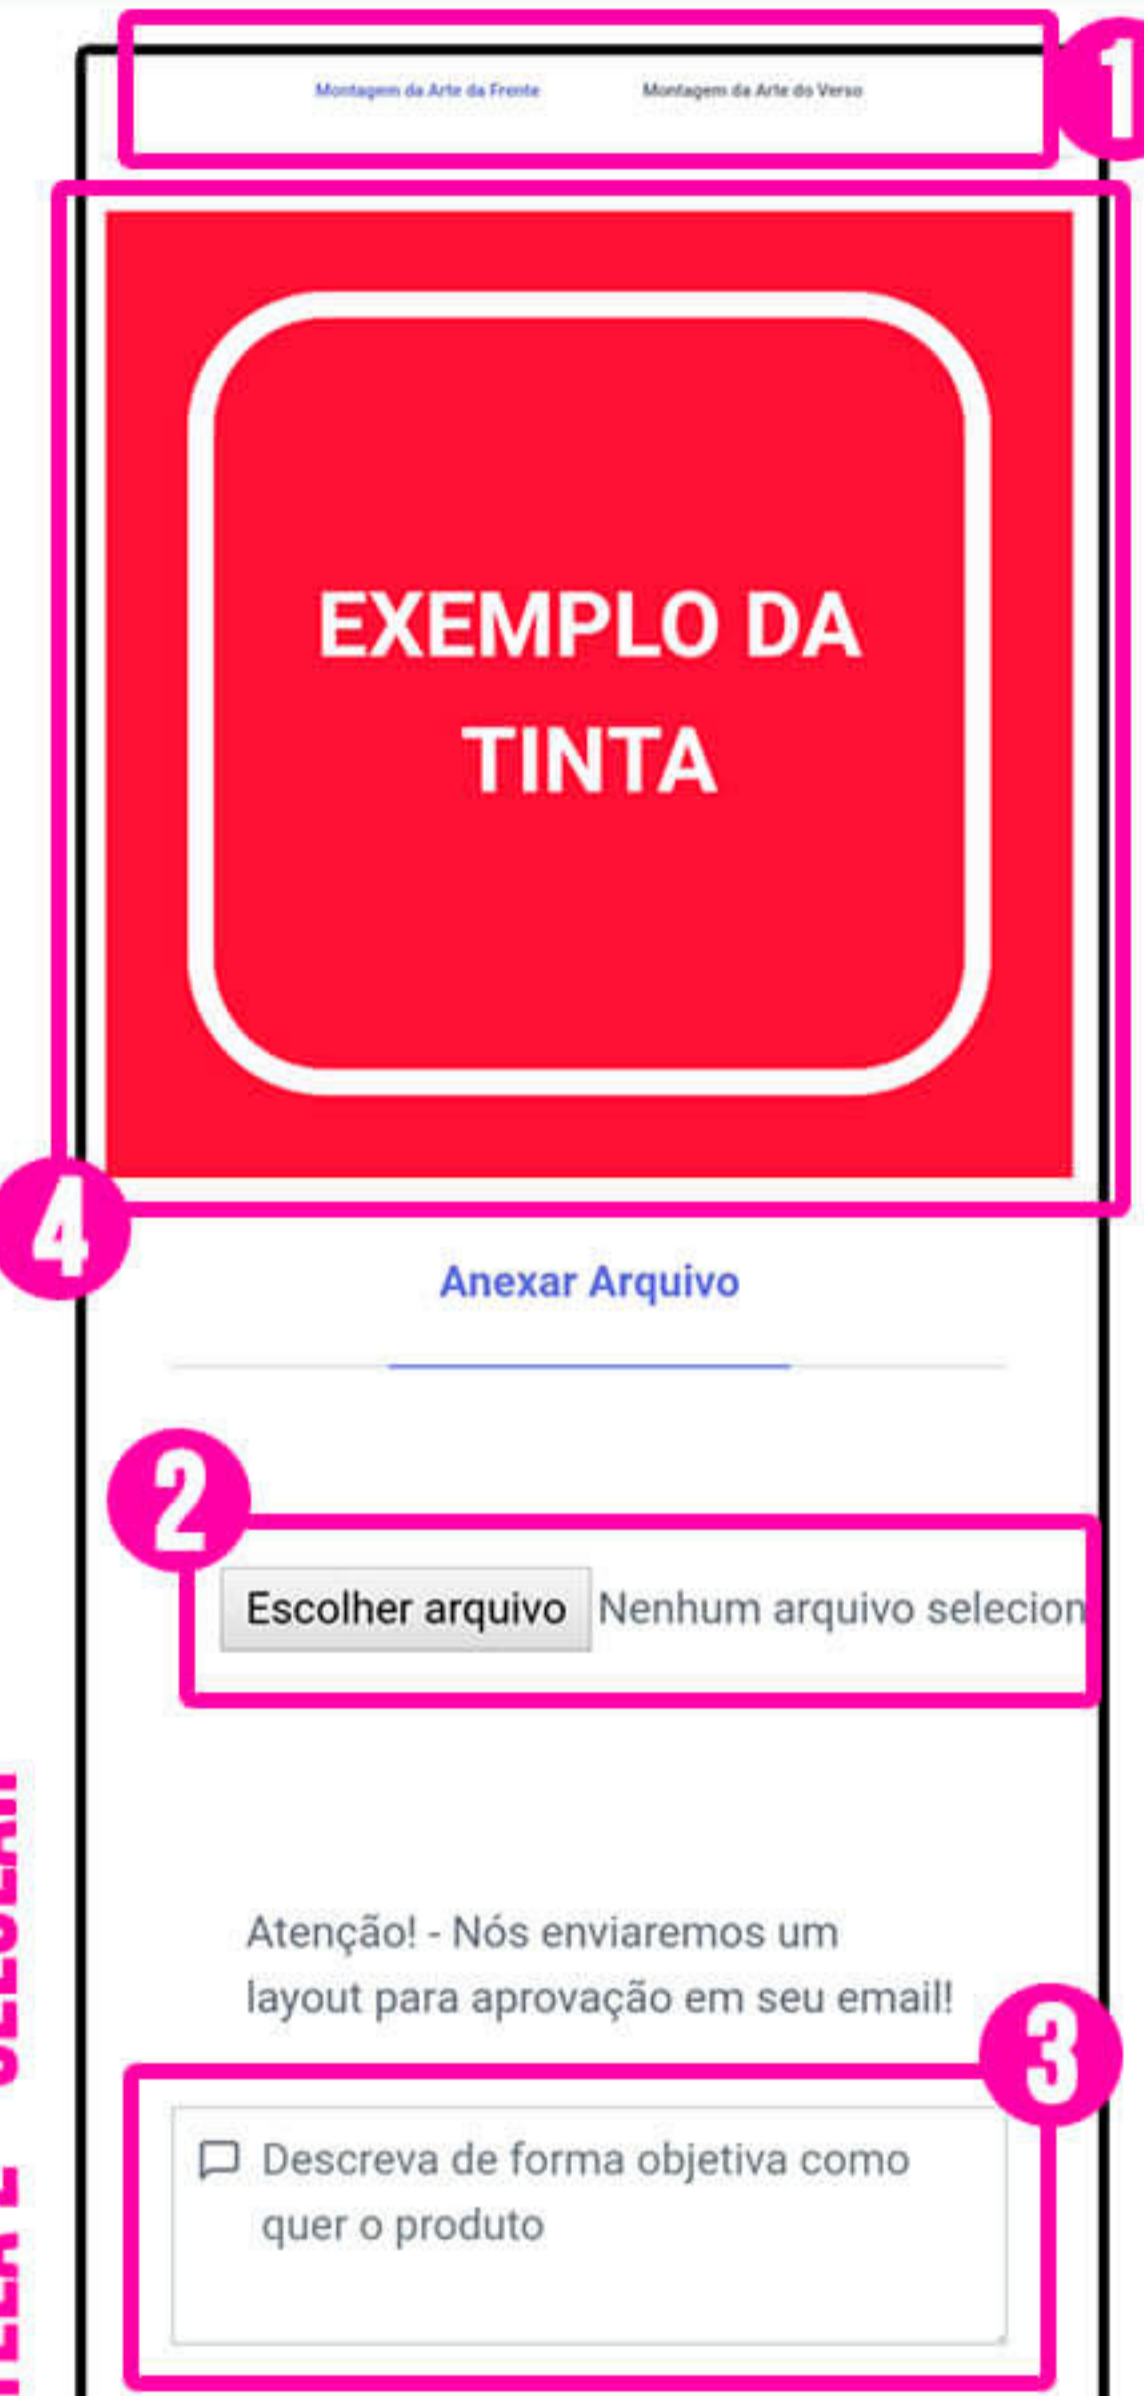 1
Montagem da Arte da Frente
Montagem da Arte do Verso
EXEMPLO DA
TINTA
4
Anexar Arquivo
2
Escolher arquivo
Nenhum arquivo selecion
Atenção! - Nós enviaremos um
layout para aprovação em seu email!
3
Descreva de forma objetiva como
quer o produto